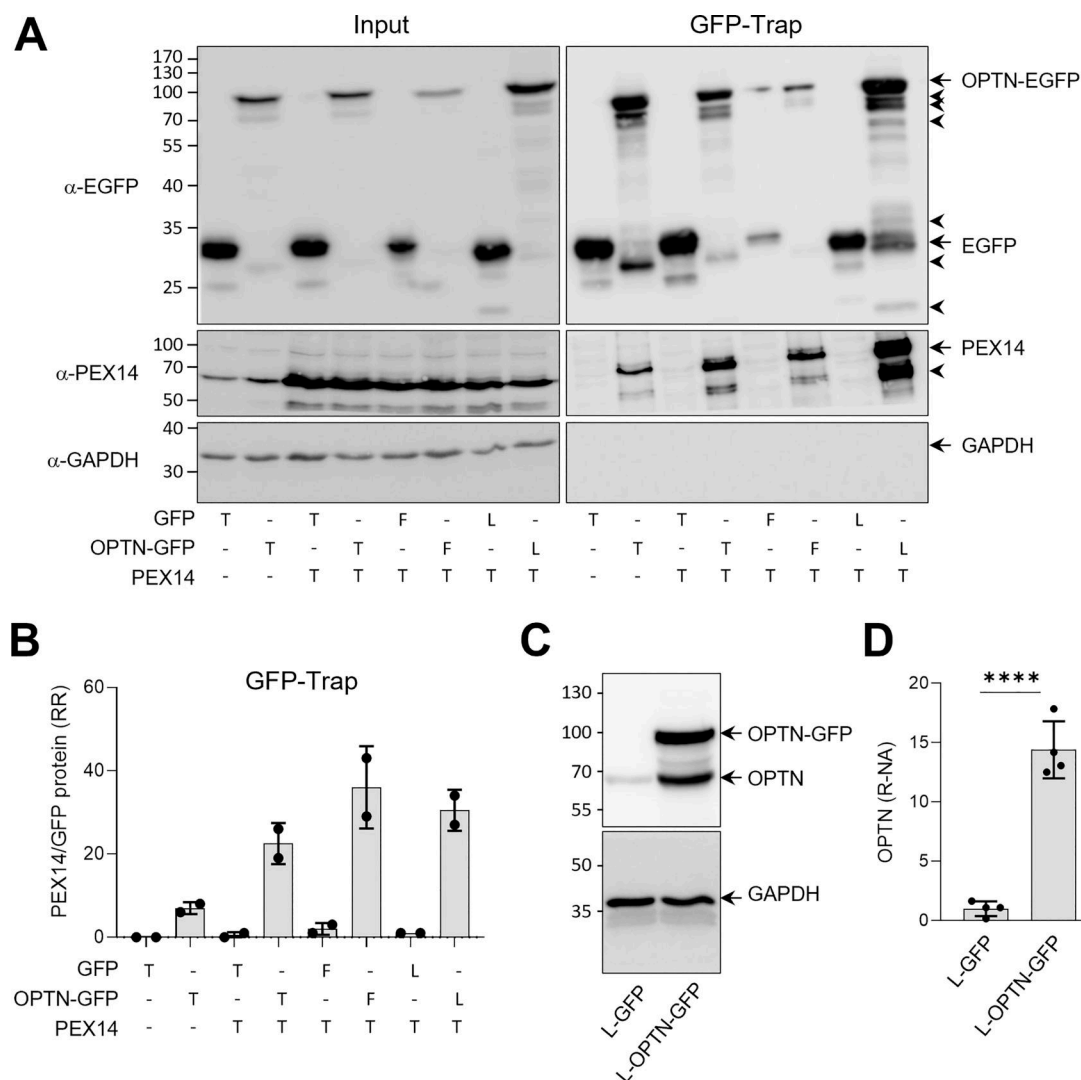 A
Input
GFP-Trap
170
130
100
70
55
40
35
25
α-EGFP
OPTN-EGFP
EGFP
100
70
50
α-PEX14
PEX14
40
30
α-GAPDH
GAPDH
GFP T - T - F - L - T - T - F - L -
OPTN-GFP - T - T - F - L - T - T - F - L
PEX14 - - T T T T T T - - T T T T T T
B
GFP-Trap
PEX14/GFP protein (RR)
60
40
20
0
GFP T - T - F - L -
OPTN-GFP - T - T - F - L
PEX14 - - T T T T T T
C
130
100
70
55
OPTN-GFP
OPTN
50
35
GAPDH
L-GFP
L-OPTN-GFP
D
OPTN (R-NA)
20
15
10
5
0
****
L-GFP
L-OPTN-GFP